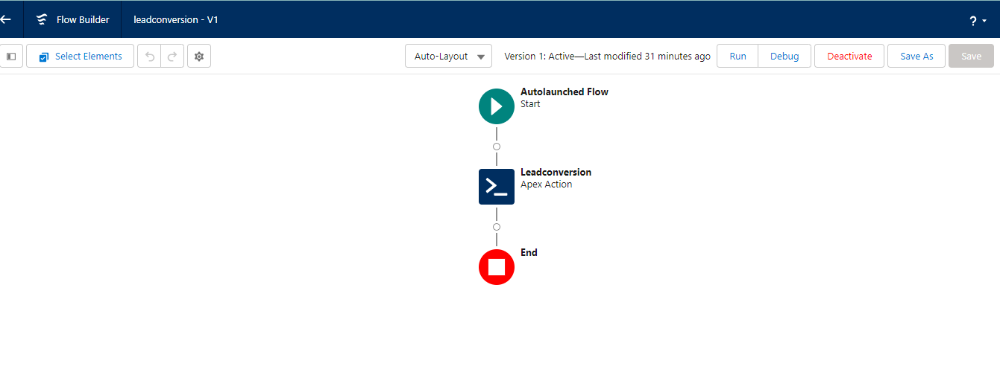 Flow Builder
leadconversion - V1
?
Select Elements
Auto-Layout
Version 1: Active—Last modified 31 minutes ago
Run
Debug
Deactivate
Save As
Save
Autolaunched Flow
Start
Leadconversion
Apex Action
End